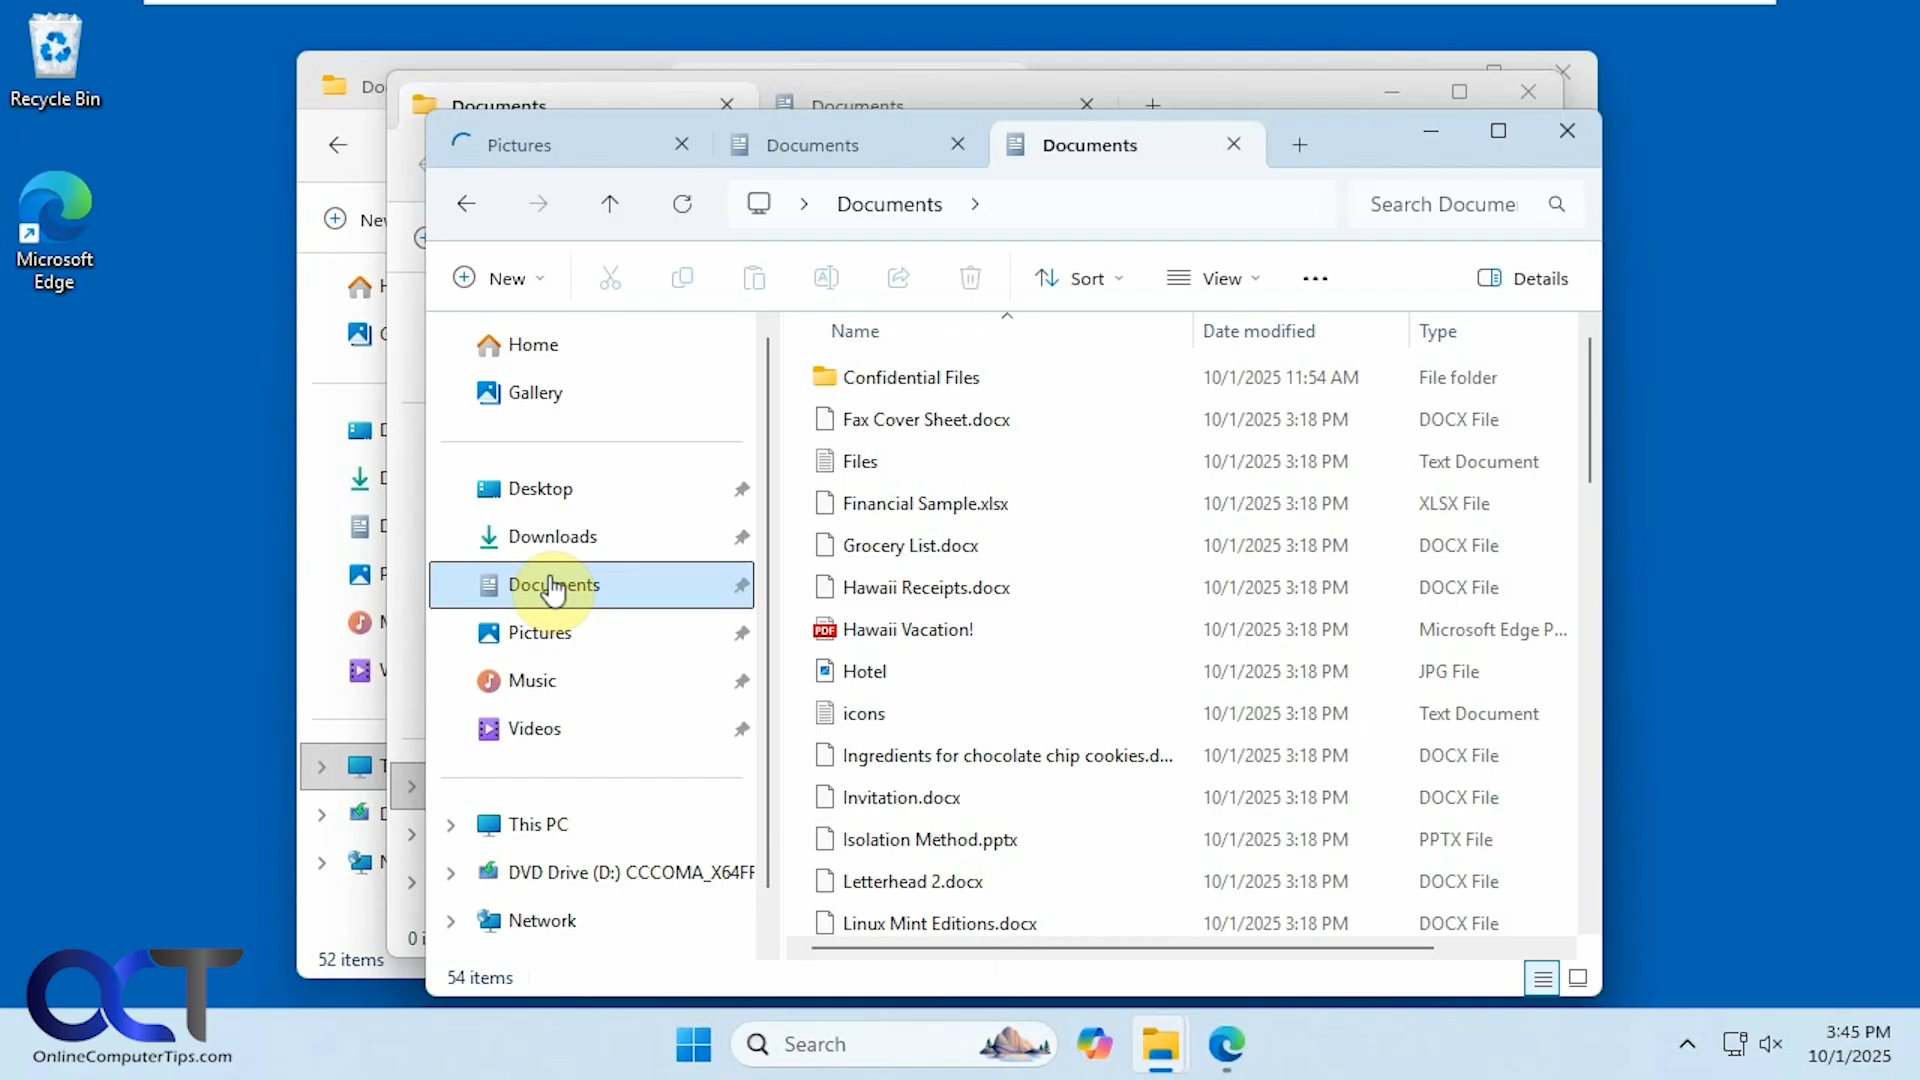 Recycle Bin
Microsoft
Edge
Do
Documents
Documents
Pictures
Documents
Documents
Documents
Search Docume
New
New
Sort
View
Details
Home
Gallery
Desktop
Downloads
Documents
Pictures
Music
Videos
This PC
DVD Drive (D:) CCCOMA_X64FF
Network
Name Date modified Type
Confidential Files 10/1/2025 11:54 AM File folder
Fax Cover Sheet.docx 10/1/2025 3:18 PM DOCX File
Files 10/1/2025 3:18 PM Text Document
Financial Sample.xlsx 10/1/2025 3:18 PM XLSX File
Grocery List.docx 10/1/2025 3:18 PM DOCX File
Hawaii Receipts.docx 10/1/2025 3:18 PM DOCX File
PDF Hawaii Vacation! 10/1/2025 3:18 PM Microsoft Edge P...
Hotel 10/1/2025 3:18 PM JPG File
icons 10/1/2025 3:18 PM Text Document
Ingredients for chocolate chip cookies.d... 10/1/2025 3:18 PM DOCX File
Invitation.docx 10/1/2025 3:18 PM DOCX File
Isolation Method.pptx 10/1/2025 3:18 PM PPTX File
Letterhead 2.docx 10/1/2025 3:18 PM DOCX File
Linux Mint Editions.docx 10/1/2025 3:18 PM DOCX File
52 items
0 i
54 items
OCT
OnlineComputerTips.com
Search
3:45 PM
10/1/2025